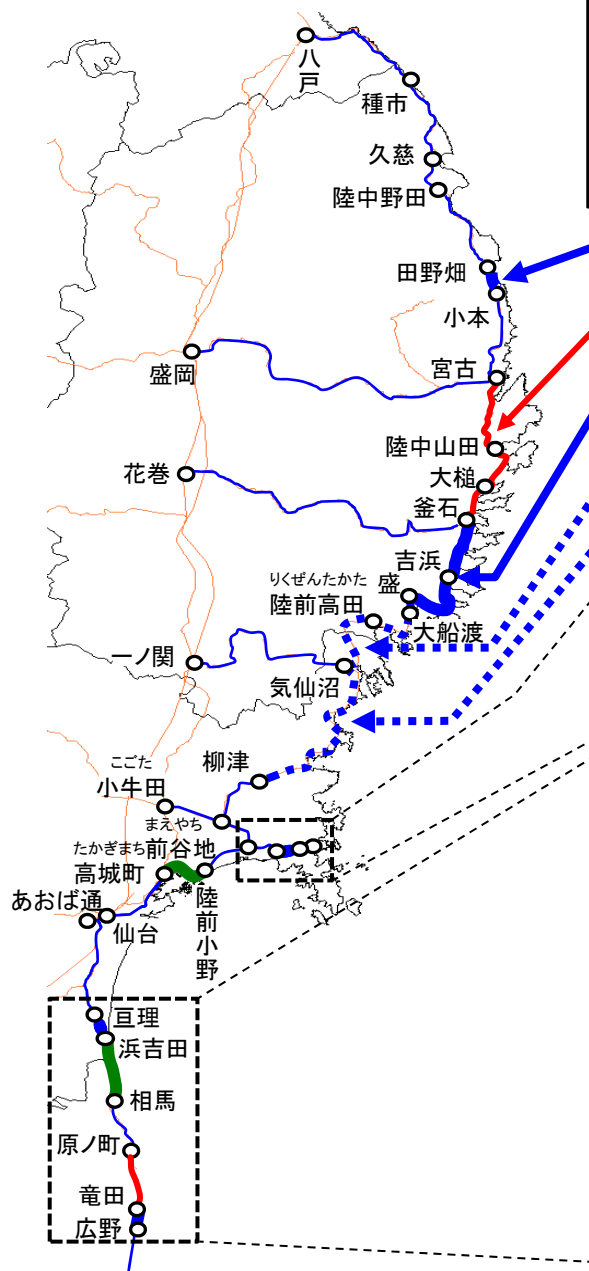 八戸
種市
久慈
陸中野田
田野畑
小本
宮古
盛岡
陸中山田
花巻
大槌
釜石
吉浜
盛
りくぜんたかた
陸前高田
大船渡
一ノ関
気仙沼
柳津
こごた
小牛田
まえやち
前谷地
たかぎまち
高城町
陸前小野
あおば通
仙台
亘理
浜吉田
相馬
原ノ町
竜田
広野